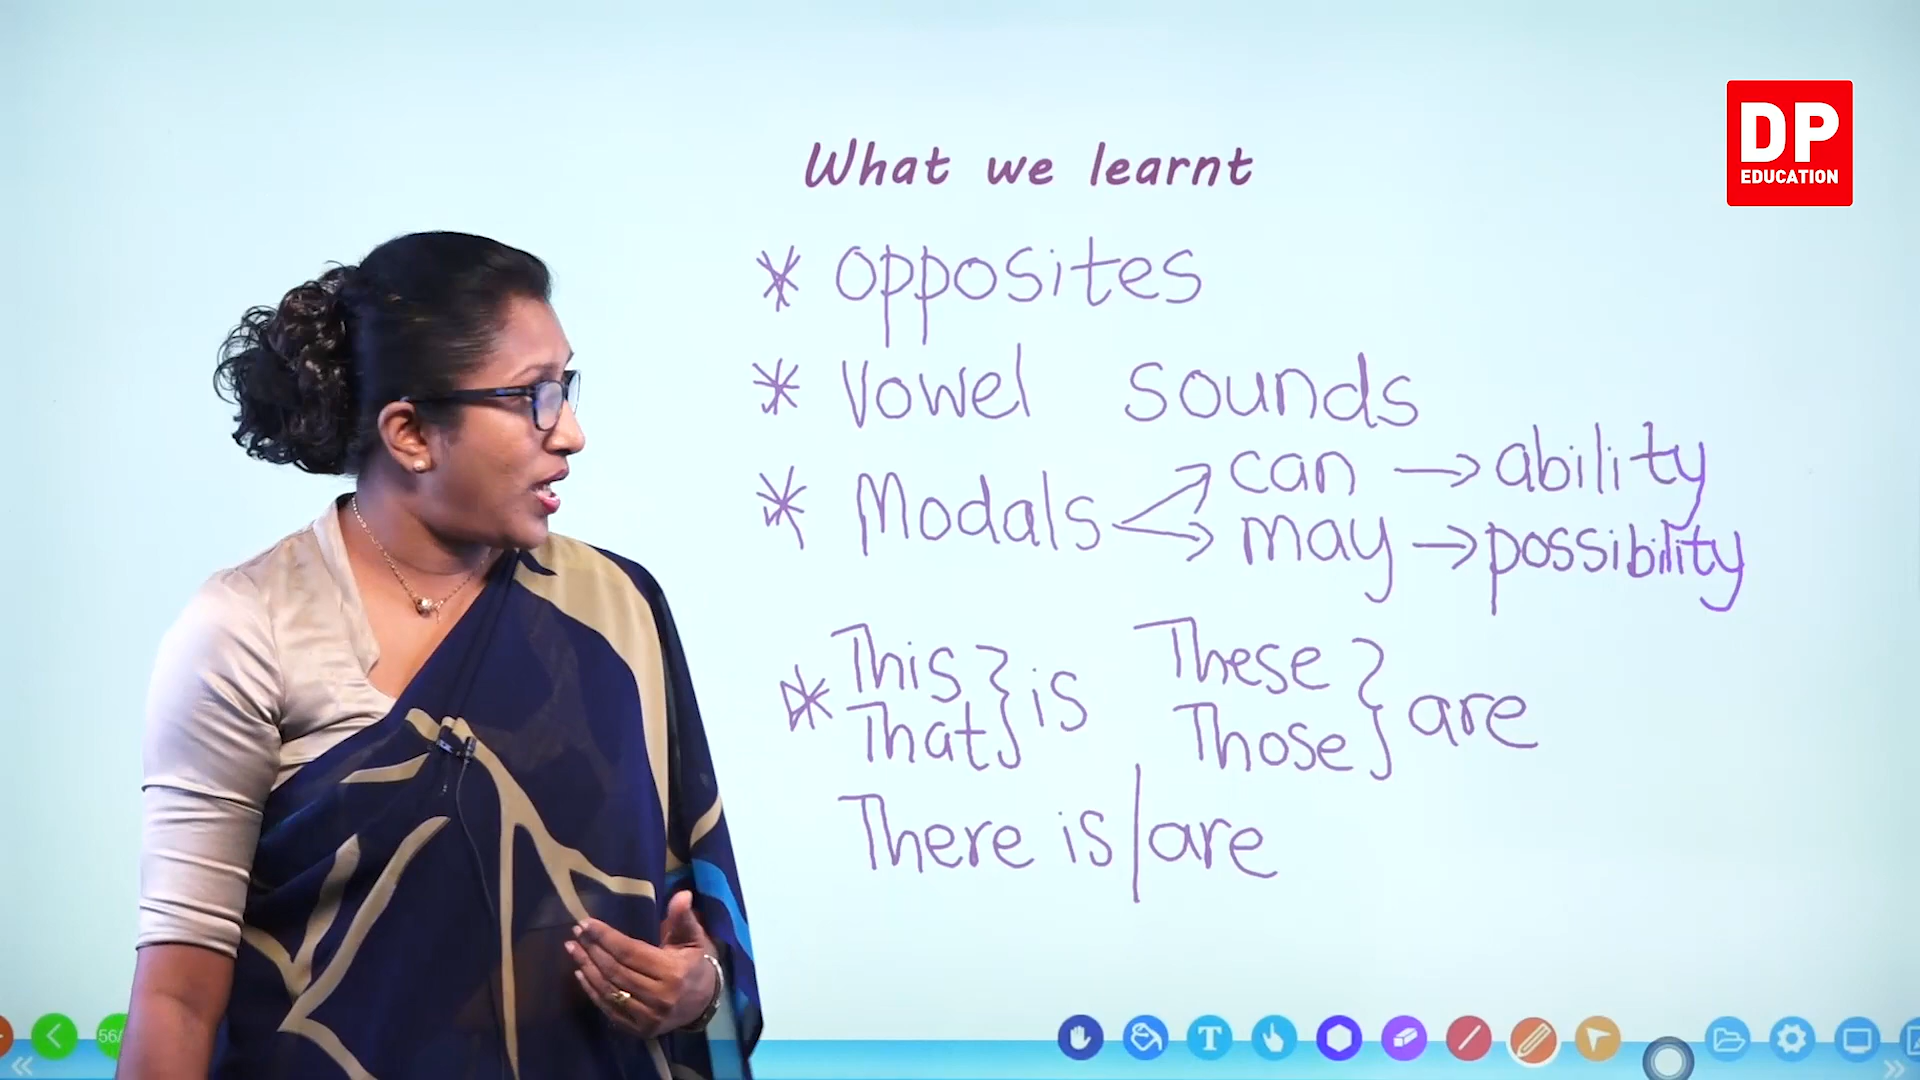 DP
EDUCATION
What we learnt
* Opposites
* Vowel sounds
* Modals can → ability
may → possibility
* This } is These } are
That Those
There is/are
56/